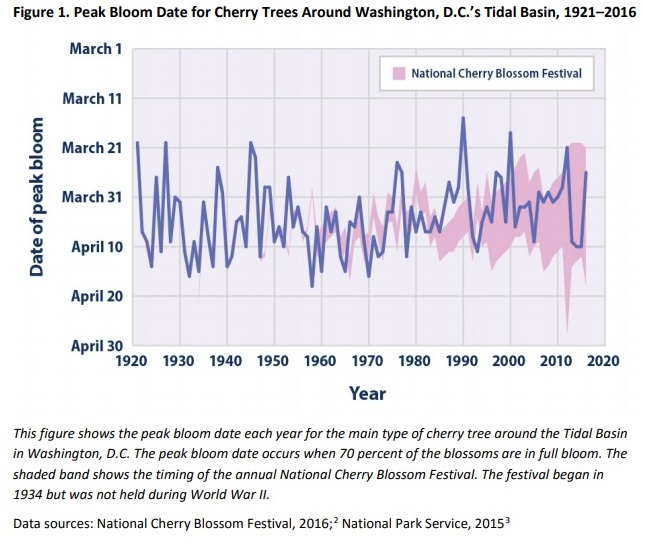 Figure 1. Peak Bloom Date for Cherry Trees Around Washington, D.C.'s Tidal Basin, 1921–2016
March 1
March 11
March 21
March 31
April 10
April 20
April 30
Date of peak bloom
National Cherry Blossom Festival
1920 1930 1940 1950 1960 1970 1980 1990 2000 2010 2020
Year
This figure shows the peak bloom date each year for the main type of cherry tree around the Tidal Basin
in Washington, D.C. The peak bloom date occurs when 70 percent of the blossoms are in full bloom. The
shaded band shows the timing of the annual National Cherry Blossom Festival. The festival began in
1934 but was not held during World War II.
Data sources: National Cherry Blossom Festival, 2016;² National Park Service, 2015³